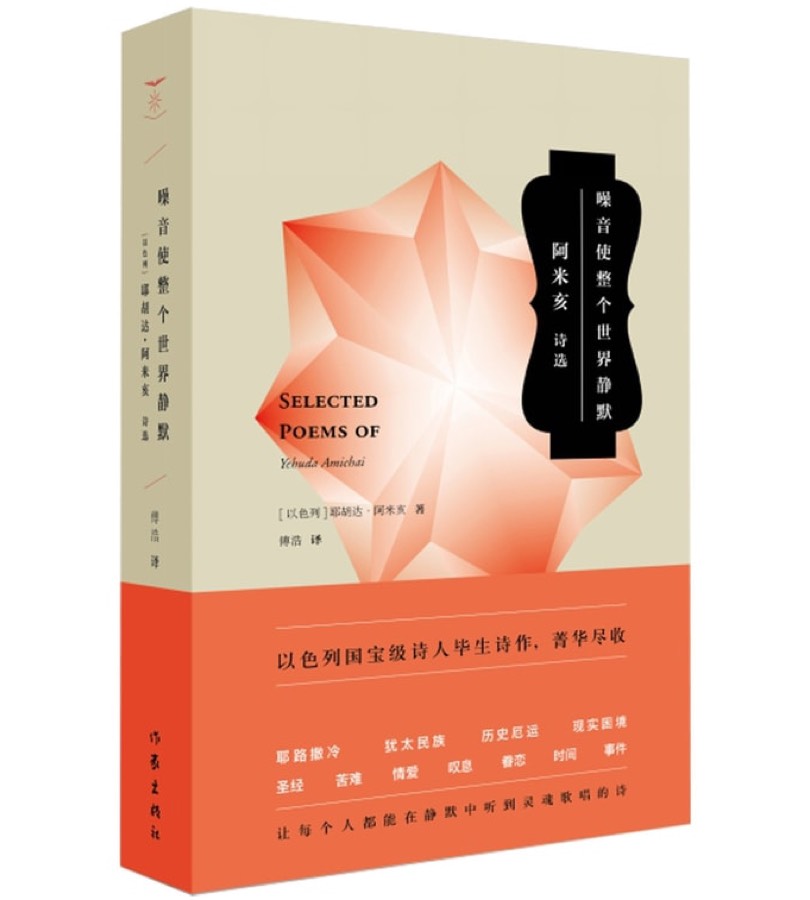 噪音使整个世界静默
[以色列]耶胡达·阿米亥 诗选
傅浩 译
作家出版社
噪音使整个世界静默
阿米亥 诗选
SELECTED
POEMS OF
Yehuda Amichai
[以色列]耶胡达·阿米亥 著
傅浩 译
以色列国宝级诗人毕生诗作，菁华尽收
耶路撒冷 犹太民族 历史厄运 现实困境
圣经 苦难 情爱 叹息 眷恋 时间 事件
让每个人都能在静默中听到灵魂歌唱的诗